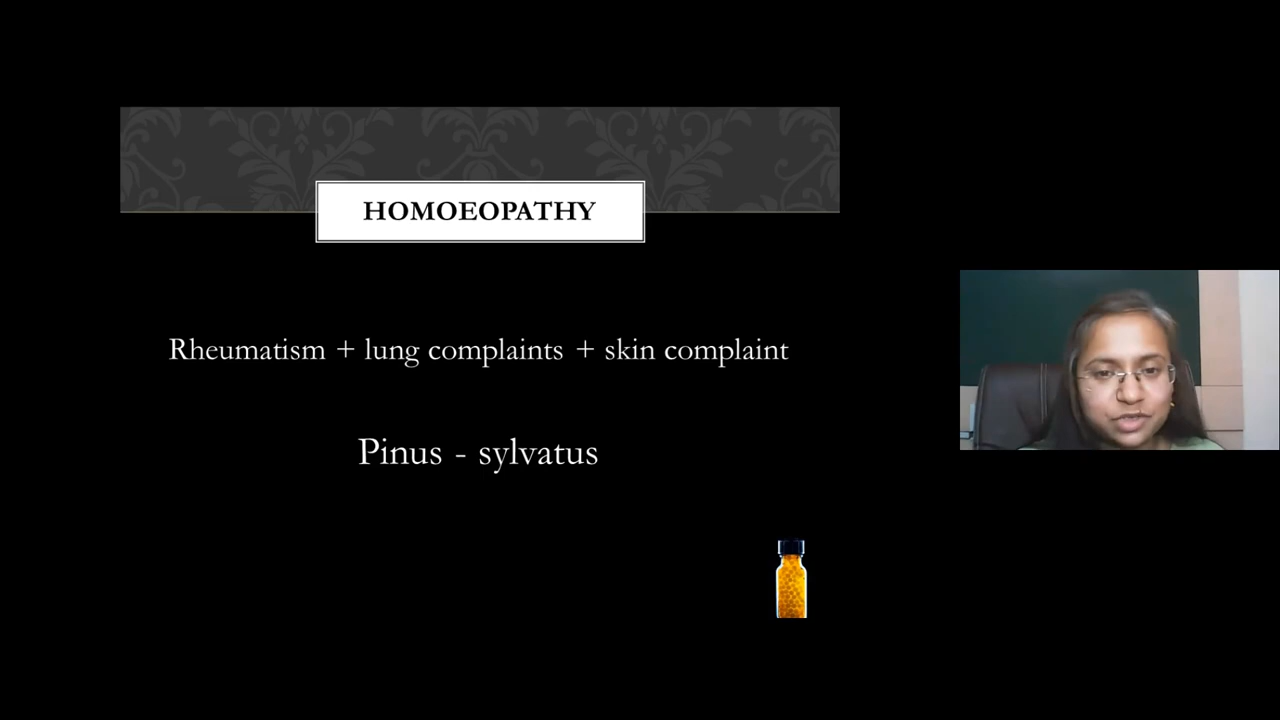 HOMOEOPATHY
Rheumatism + lung complaints + skin complaint
Pinus - sylvatus